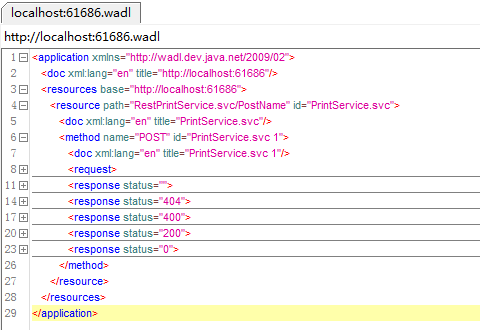 localhost:61686.wadl
http://localhost:61686.wadl
1 <application xmlns="http://wadl.dev.java.net/2009/02">
2 <doc xml:lang="en" title="http://localhost:61686"/>
3 <resources base="http://localhost:61686">
4 <resource path="RestPrintService.svc/PostName" id="PrintService.svc">
5 <doc xml:lang="en" title="PrintService.svc"/>
6 <method name="POST" id="PrintService.svc 1">
7 <doc xml:lang="en" title="PrintService.svc 1"/>
8 <request>
11 <response status="">
14 <response status="404">
17 <response status="400">
20 <response status="200">
23 <response status="0">
26 </method>
27 </resource>
28 </resources>
29 </application>